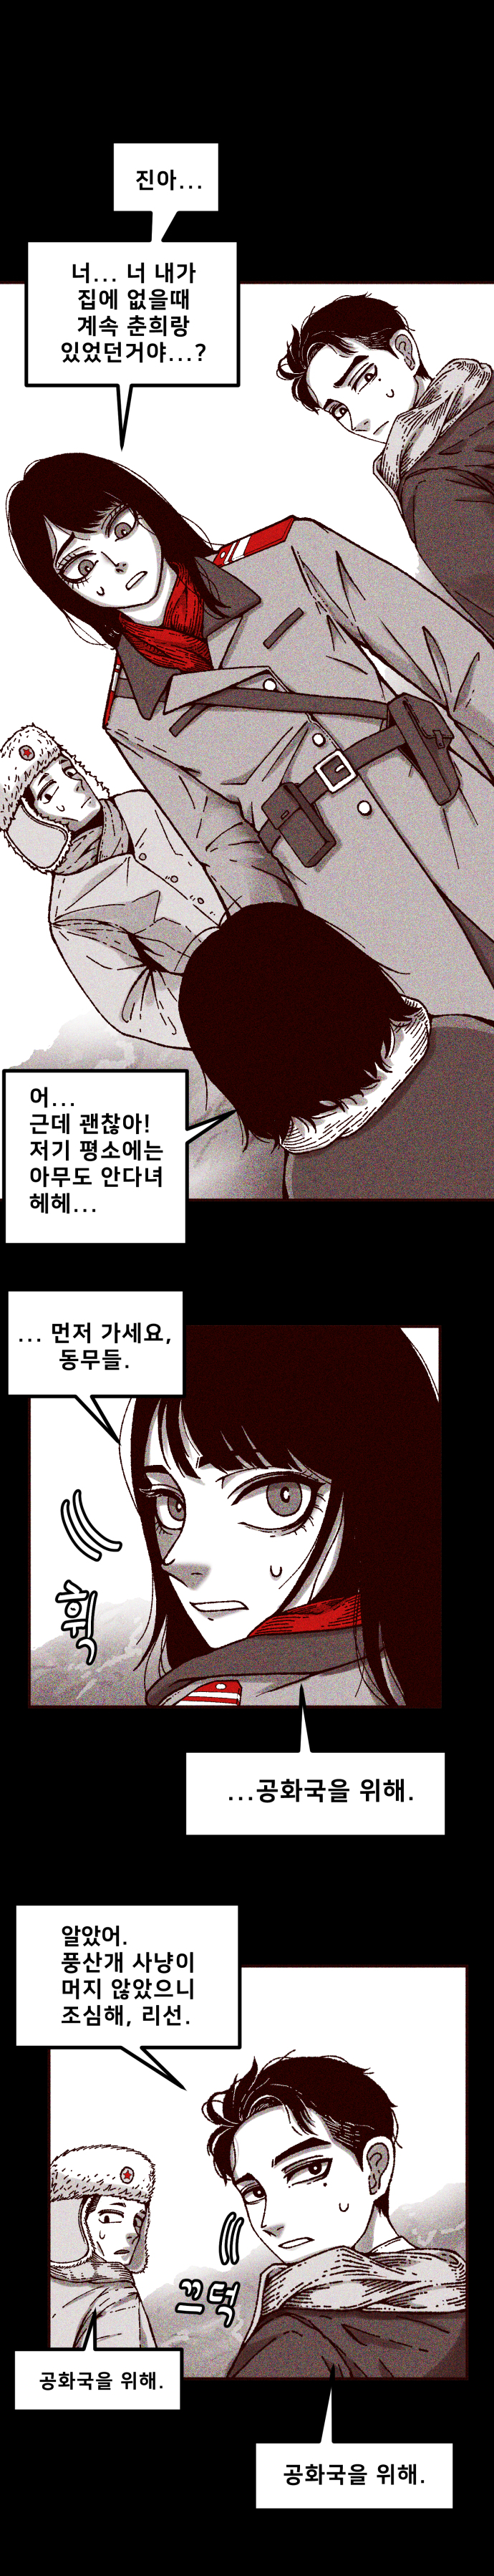 진아...
너... 너 내가
집에 없을때
계속 춘희랑
있었던거야...?
어...
근데 괜찮아!
저기 평소에는
아무도 안다녀
헤헤...
... 먼저 가세요,
동무들.
휙
...공화국을 위해.
알았어.
풍산개 사냥이
머지 않았으니
조심해, 리선.
끄덕
공화국을 위해.
공화국을 위해.